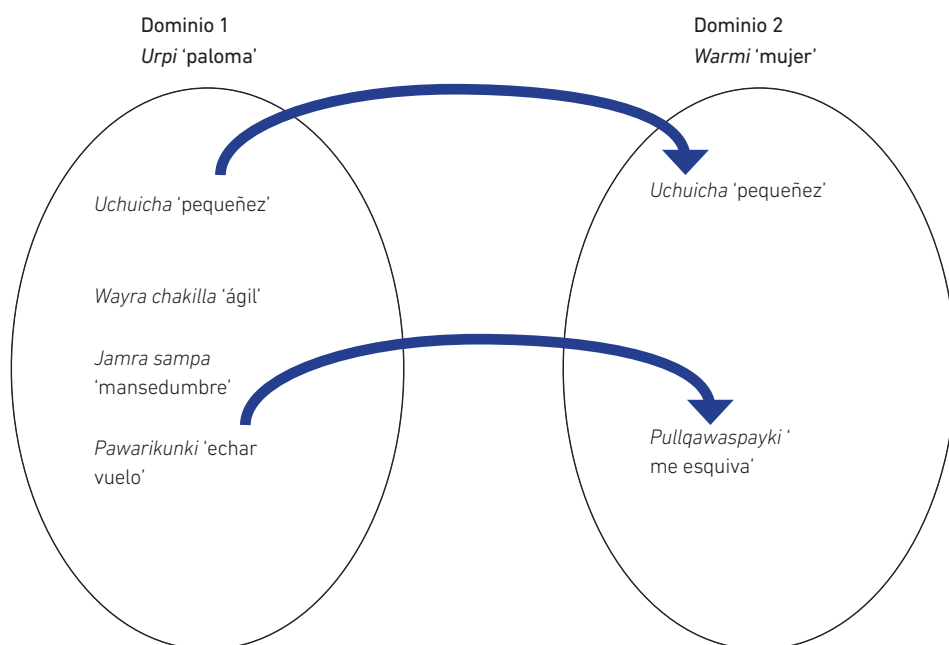 Dominio 1
Urpi ‘paloma’
Uchuicha ‘pequeñez’
Wayra chakilla ‘ágil’
Jamra sampa
‘mansedumbre’
Pawarikunki ‘echar
vuelo’
Dominio 2
Warmi ‘mujer’
Uchuicha ‘pequeñez’
Pullqawaspayki ‘
me esquiva’